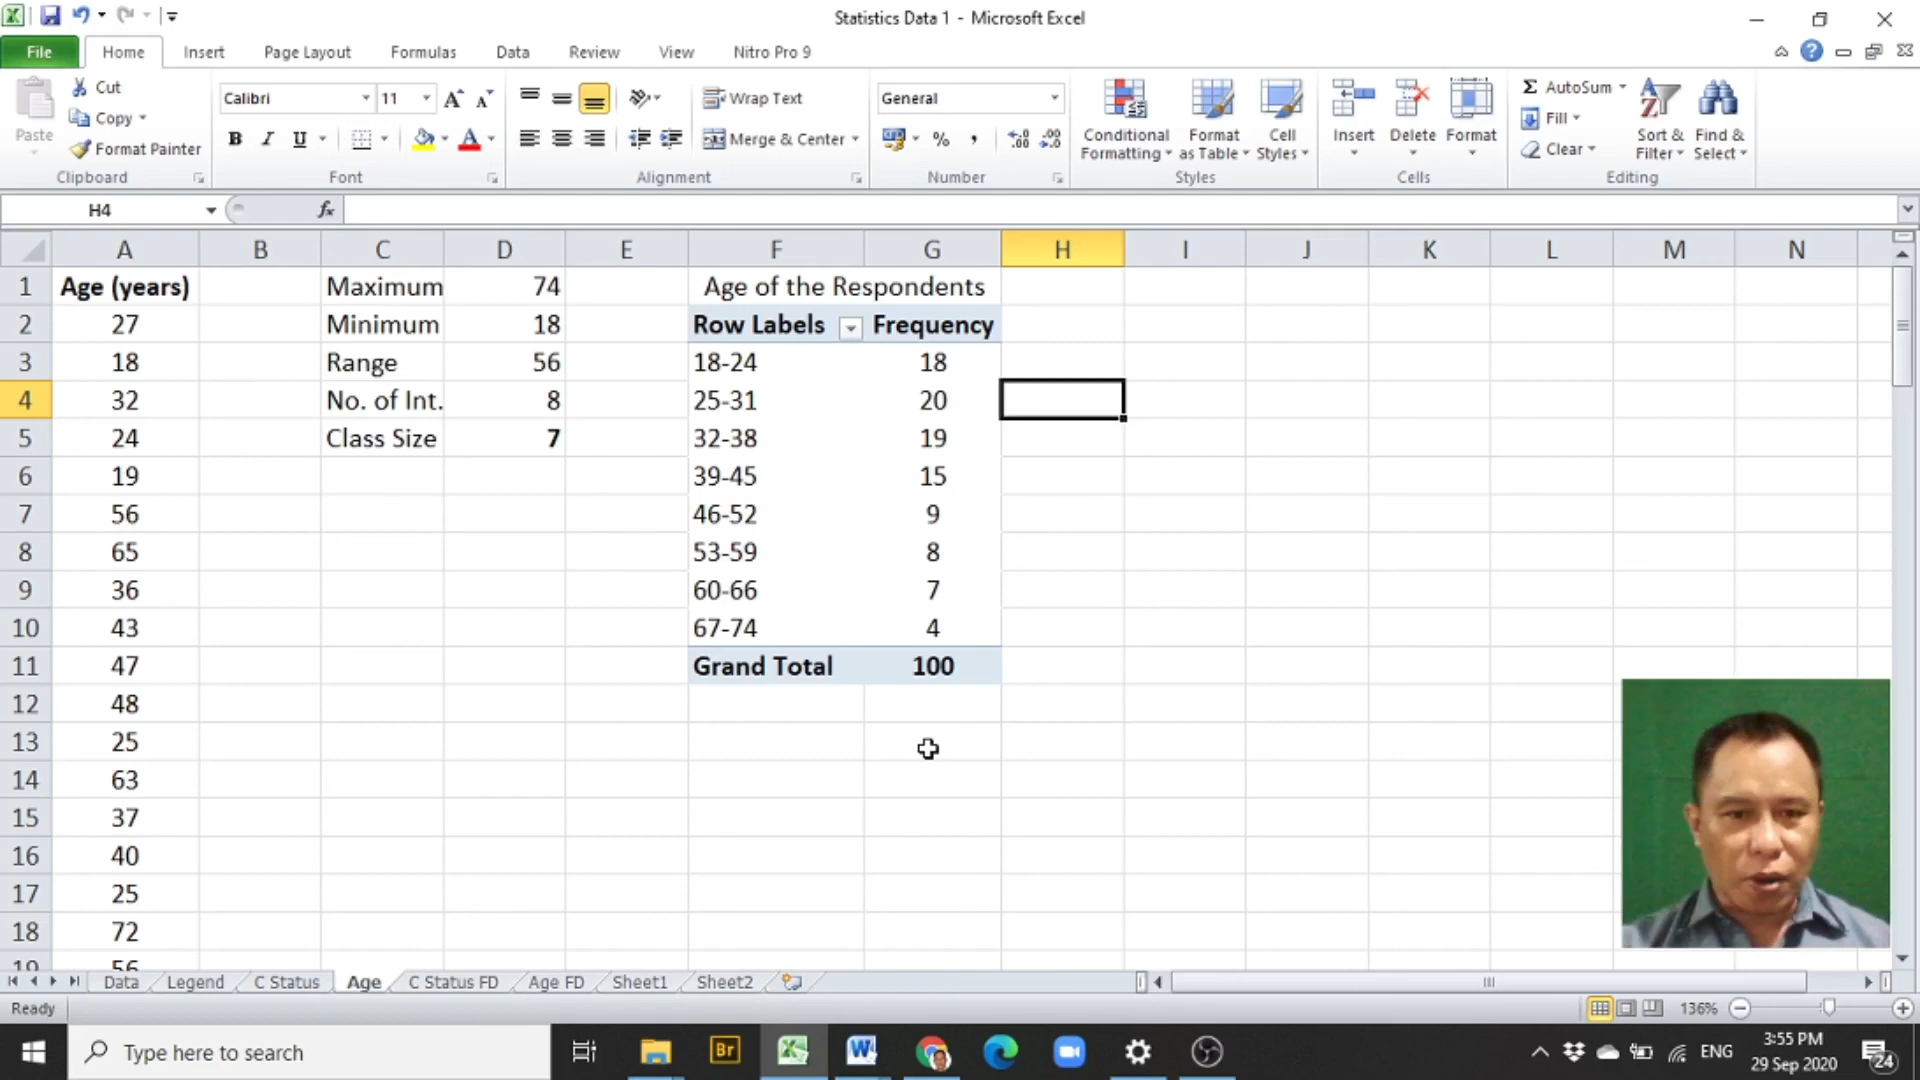 Statistics Data 1 - Microsoft Excel
File Home Insert Page Layout Formulas Data Review View Nitro Pro 9
Paste
Cut
Copy
Format Painter
Clipboard
Calibri 11
B I U
Font
Wrap Text
Merge & Center
Alignment
General
Number
Conditional Formatting
Format as Table
Cell Styles
Styles
Insert Delete Format
Cells
AutoSum
Fill
Clear
Sort & Filter
Find & Select
Editing
H4 fx
A B C D E F G H I J K L M N
1 Age (years) Maximum 74 Age of the Respondents
2 27 Minimum 18 Row Labels Frequency
3 18 Range 56 18-24 18
4 32 No. of Int. 8 25-31 20
5 24 Class Size 7 32-38 19
6 19 39-45 15
7 56 46-52 9
8 65 53-59 8
9 36 60-66 7
10 43 67-74 4
11 47 Grand Total 100
12 48
13 25
14 63
15 37
16 40
17 25
18 72
19 56
Data Legend C Status Age C Status FD Age FD Sheet1 Sheet2
Ready 136%
Type here to search
Br
ENG
3:55 PM
29 Sep 2020
24